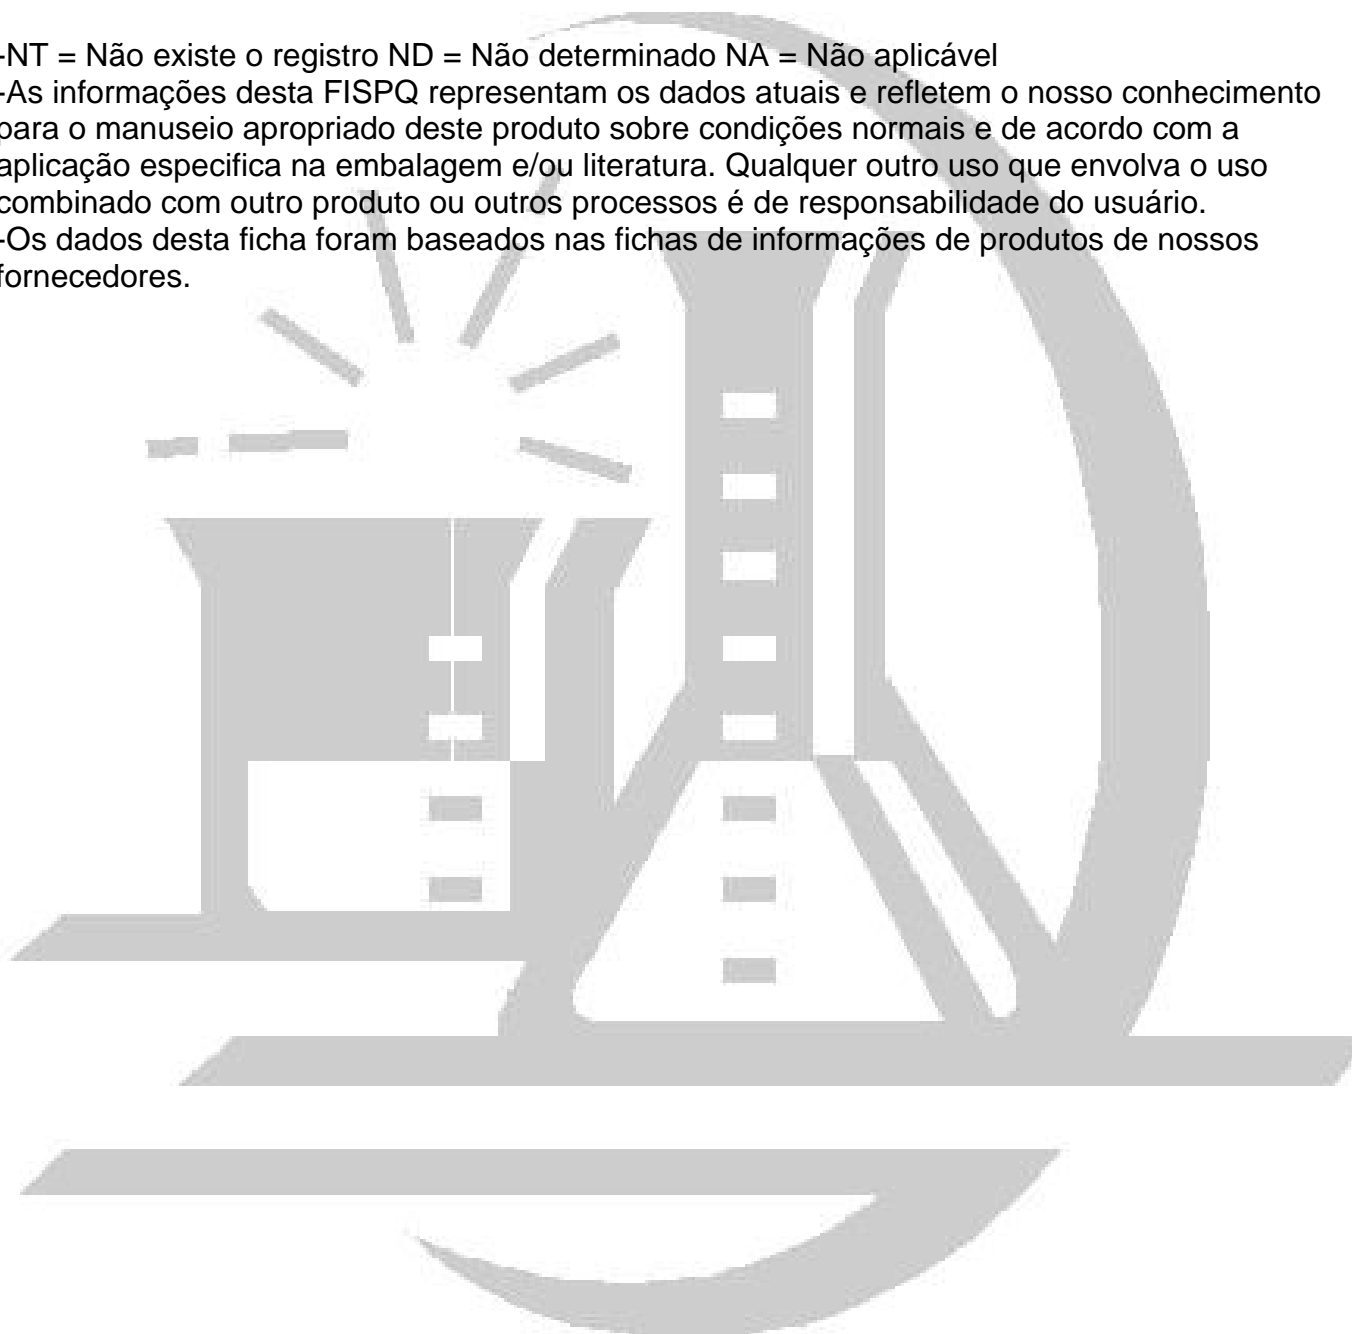 -NT = Não existe o registro ND = Não determinado NA = Não aplicável
-As informações desta FISPQ representam os dados atuais e refletem o nosso conhecimento
para o manuseio apropriado deste produto sobre condições normais e de acordo com a
aplicação especifica na embalagem e/ou literatura. Qualquer outro uso que envolva o uso
combinado com outro produto ou outros processos é de responsabilidade do usuário.
-Os dados desta ficha foram baseados nas fichas de informações de produtos de nossos
fornecedores.